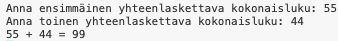 Anna ensimmäinen yhteenlaskettava kokonaisluku: 55
Anna toinen yhteenlaskettava kokonaisluku: 44
55 + 44 = 99